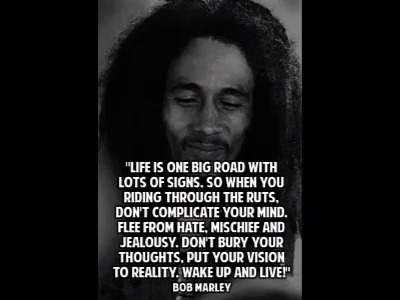 "LIFE IS ONE BIG ROAD WITH
LOTS OF SIGNS. SO WHEN YOU
RIDING THROUGH THE RUTS,
DON'T COMPLICATE YOUR MIND.
FLEE FROM HATE, MISCHIEF AND
JEALOUSY. DON'T BURY YOUR
THOUGHTS, PUT YOUR VISION
TO REALITY. WAKE UP AND LIVE!"
BOB MARLEY